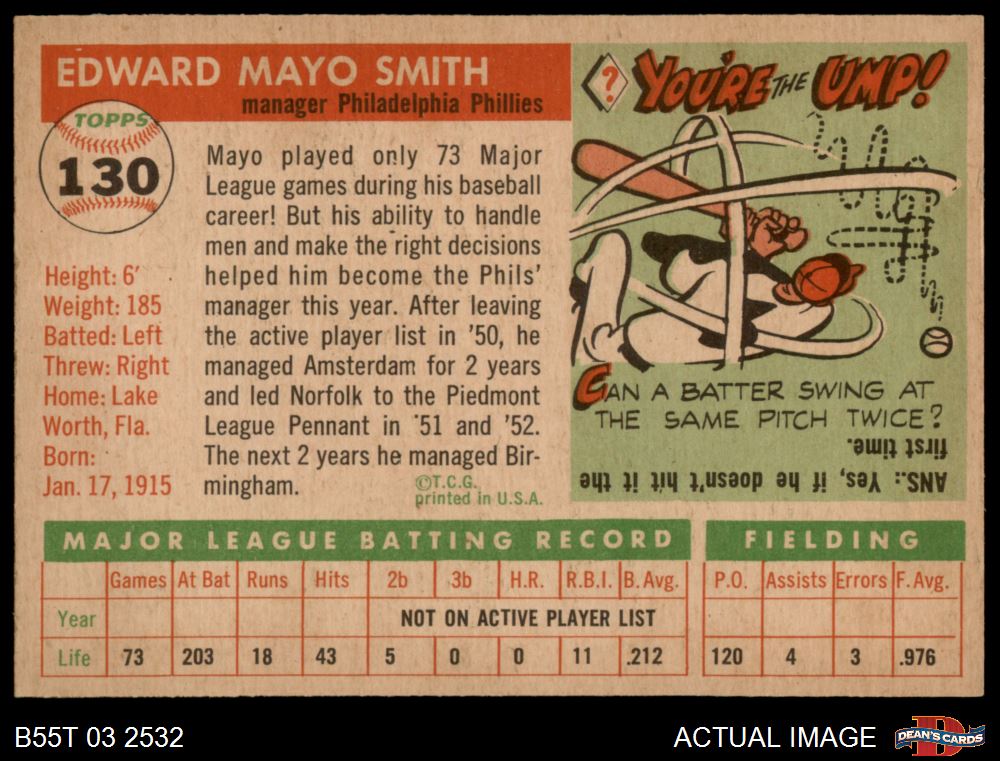 EDWARD MAYO SMITH
manager Philadelphia Phillies
TOPPS
130
Height: 6'
Weight: 185
Batted: Left
Threw: Right
Home: Lake
Worth, Fla.
Born:
Jan. 17, 1915
Mayo played only 73 Major
League games during his baseball
career! But his ability to handle
men and make the right decisions
helped him become the Phils'
manager this year. After leaving
the active player list in '50, he
managed Amsterdam for 2 years
and led Norfolk to the Piedmont
League Pennant in '51 and '52.
The next 2 years he managed Bir-
mingham.
©T.C.G.
printed in U.S.A.
? YOU'RE THE UMP!
CAN A BATTER SWING AT
THE SAME PITCH TWICE?
ANS.: Yes, if he doesn't hit it the
first time.
MAJOR LEAGUE BATTING RECORD
Games At Bat Runs Hits 2b 3b H.R. R.B.I. B. Avg.
Year NOT ON ACTIVE PLAYER LIST
Life 73 203 18 43 5 0 0 11 .212
FIELDING
P.O. Assists Errors F. Avg.
120 4 3 .976
B55T 03 2532
ACTUAL IMAGE
DEAN'S CARDS